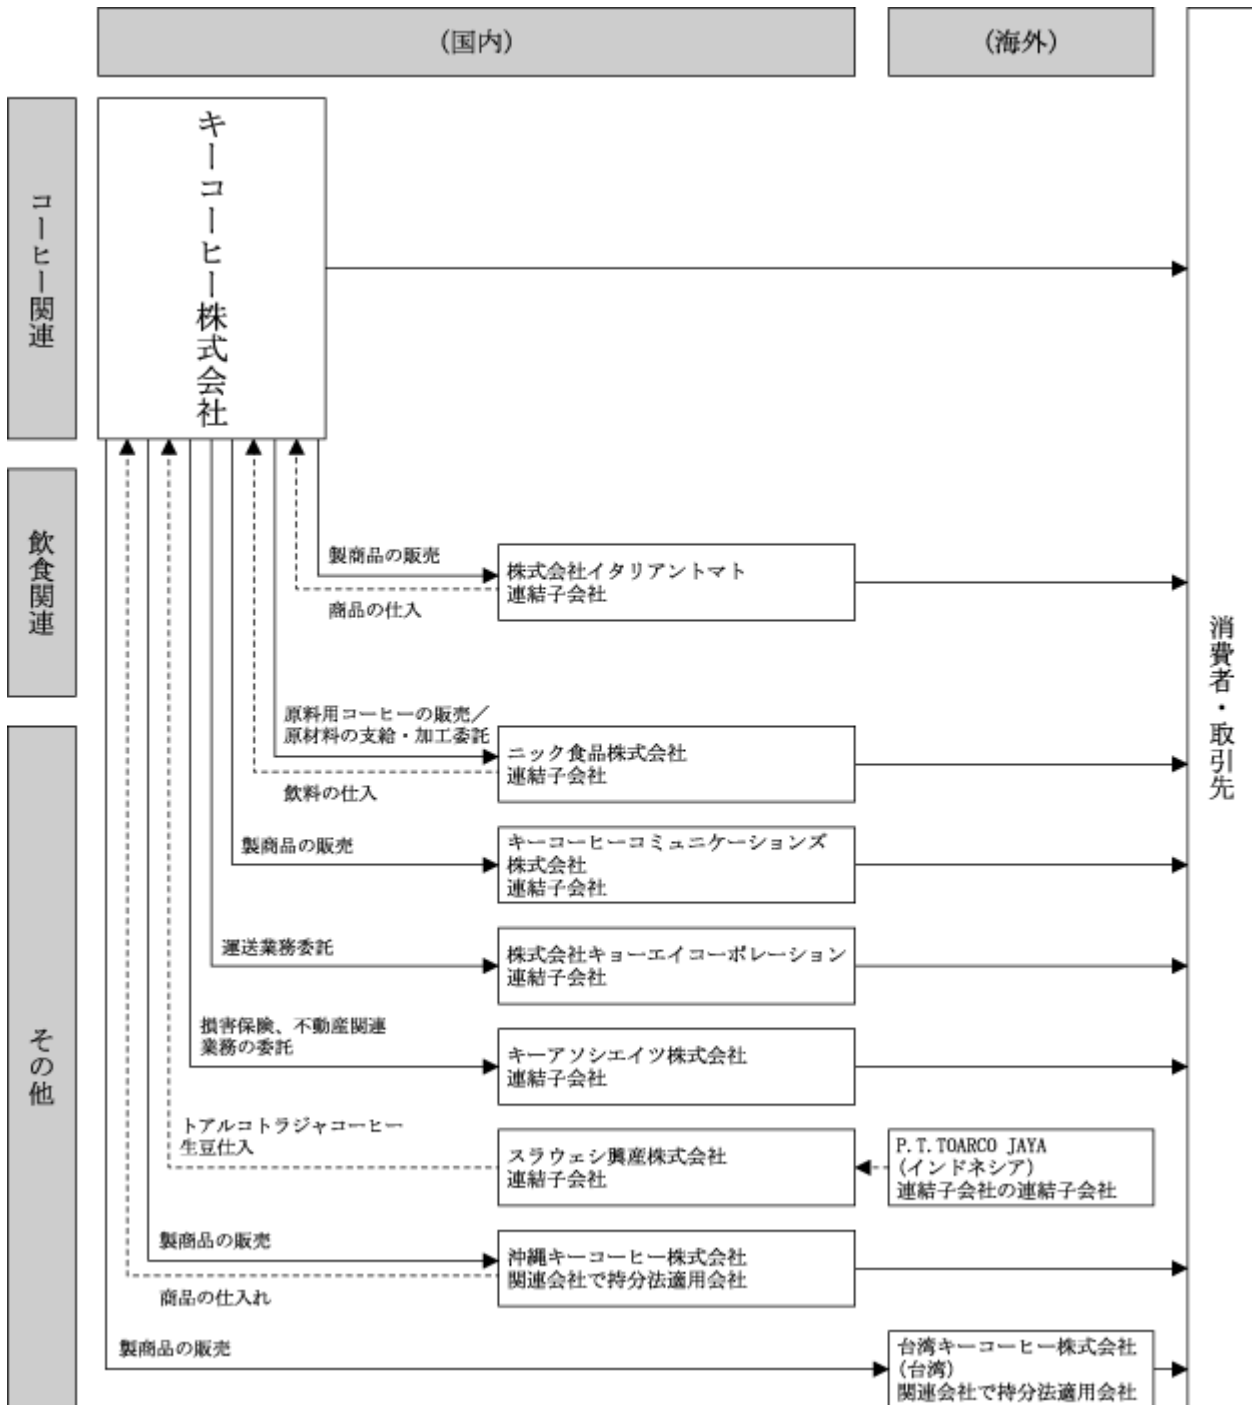 (国内)
(海外)
コーヒー関連
キーコーヒー株式会社
飲食関連
製商品の販売
株式会社イタリアントマト
連結子会社
商品の仕入
消費者・取引先
原料用コーヒーの販売／
原材料の支給・加工委託
ニック食品株式会社
連結子会社
飲料の仕入
その他
製商品の販売
キーコーヒーコミュニケーションズ
株式会社
連結子会社
運送業務委託
株式会社キョーエイコーポレーション
連結子会社
損害保険、不動産関連
業務の委託
キーアソシエイツ株式会社
連結子会社
トアルコトラジャコーヒー
生豆仕入
スラウェシ興産株式会社
連結子会社
P.T.TOARCO JAYA
(インドネシア)
連結子会社の連結子会社
製商品の販売
沖縄キーコーヒー株式会社
関連会社で持分法適用会社
商品の仕入れ
製商品の販売
台湾キーコーヒー株式会社
(台湾)
関連会社で持分法適用会社